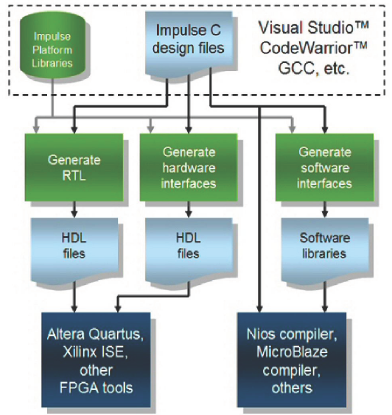 Impulse
Platform
Libraries
Impulse C
design files
Visual Studio™
CodeWarrior™
GCC, etc.
Generate
RTL
Generate
hardware
interfaces
Generate
software
interfaces
HDL
files
HDL
files
Software
libraries
Altera Quartus,
Xilinx ISE,
other
FPGA tools
Nios compiler,
MicroBlaze
compiler,
others